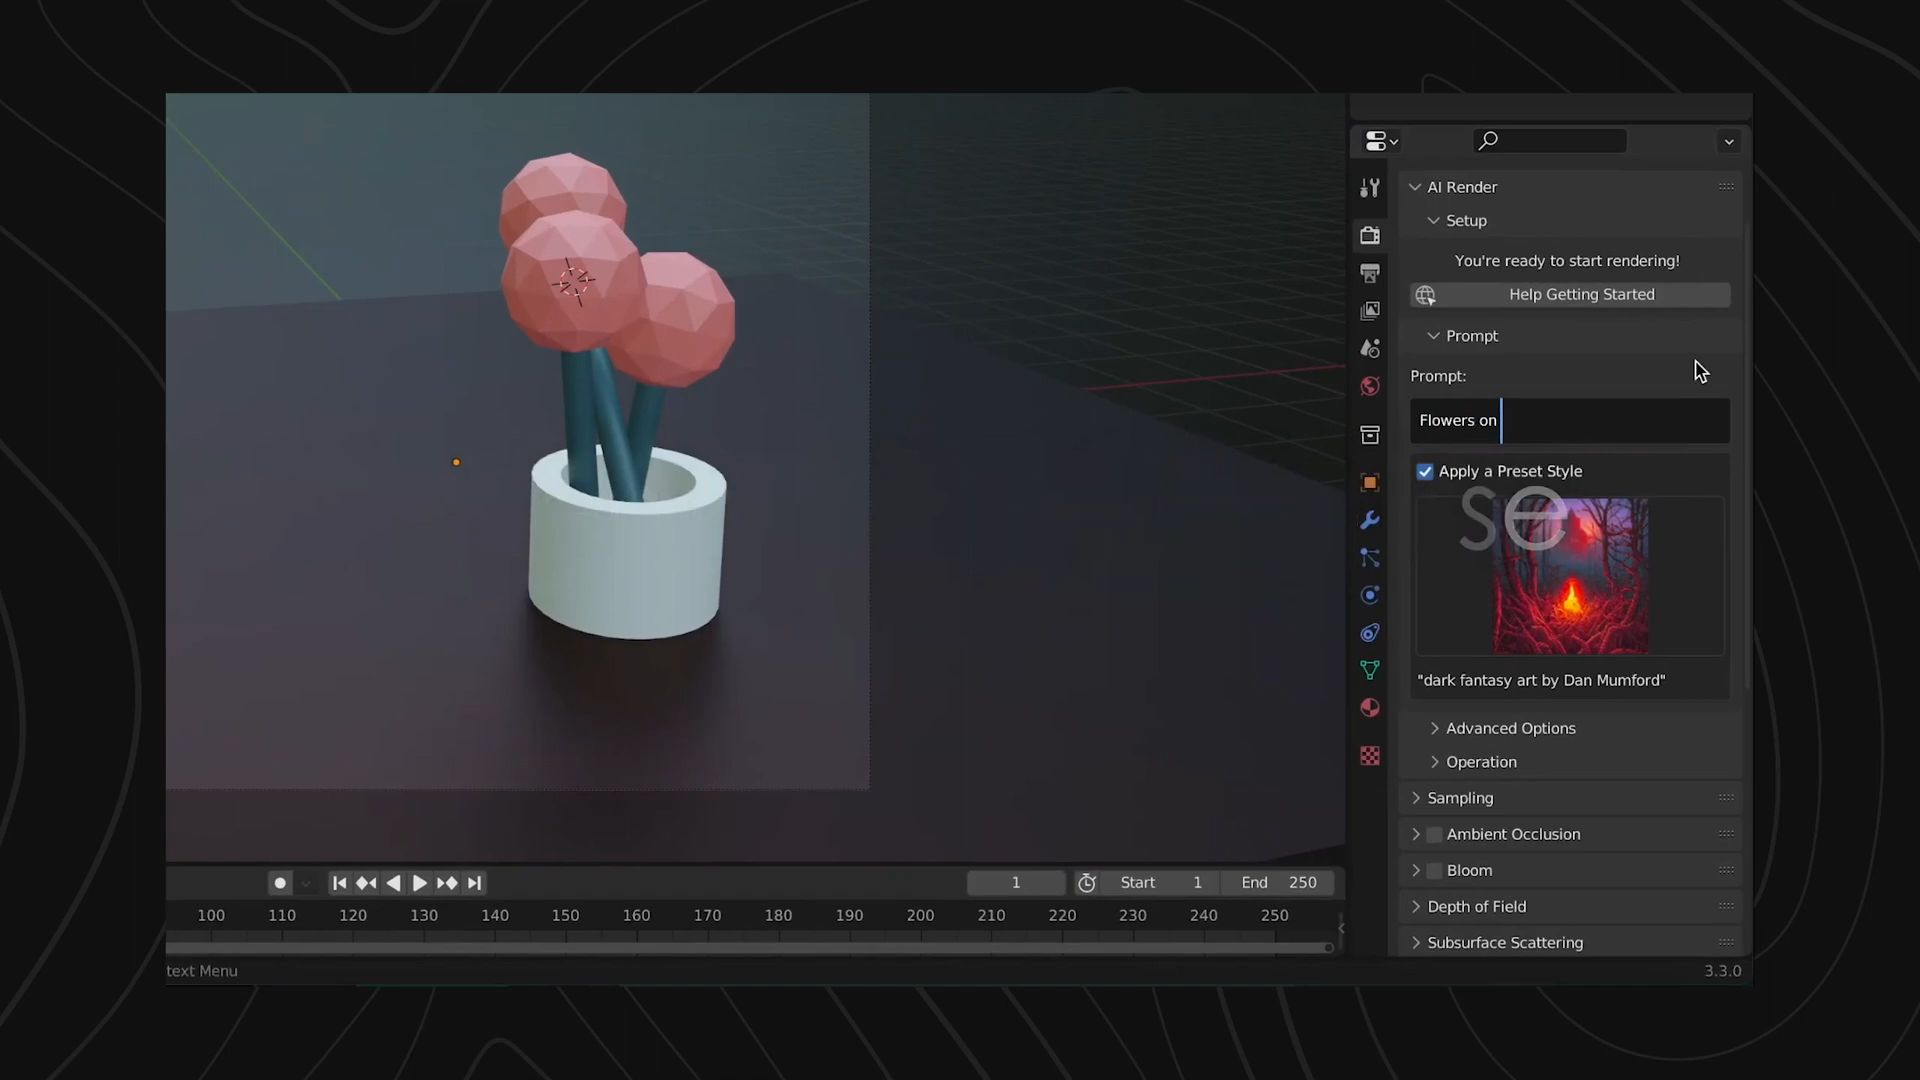 AI Render
Setup
You're ready to start rendering!
Help Getting Started
Prompt
Prompt:
Flowers on
Apply a Preset Style
se
"dark fantasy art by Dan Mumford"
Advanced Options
Operation
Sampling
Ambient Occlusion
Bloom
Depth of Field
Subsurface Scattering
1 Start 1 End 250
100 110 120 130 140 150 160 170 180 190 200 210 220 230 240 250
text Menu
3.3.0